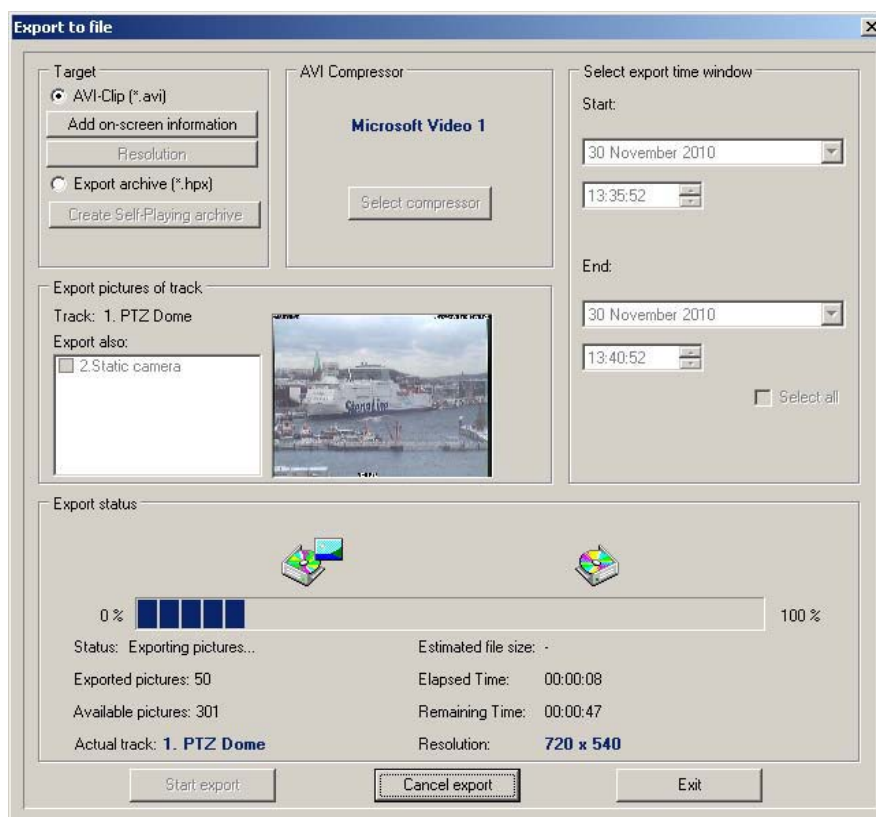 Export to file
Target
AVI-Clip (*.avi)
Add on-screen information
Resolution
Export archive (*.hpx)
Create Self-Playing archive
AVI Compressor
Microsoft Video 1
Select compressor
Select export time window
Start:
30 November 2010
13:35:52
End:
30 November 2010
13:40:52
Select all
Export pictures of track
Track: 1. PTZ Dome
Export also:
2.Static camera
StenaLine
Export status
0 %
100 %
Status: Exporting pictures...
Exported pictures: 50
Available pictures: 301
Actual track: 1. PTZ Dome
Estimated file size: -
Elapsed Time: 00:00:08
Remaining Time: 00:00:47
Resolution: 720 x 540
Start export
Cancel export
Exit